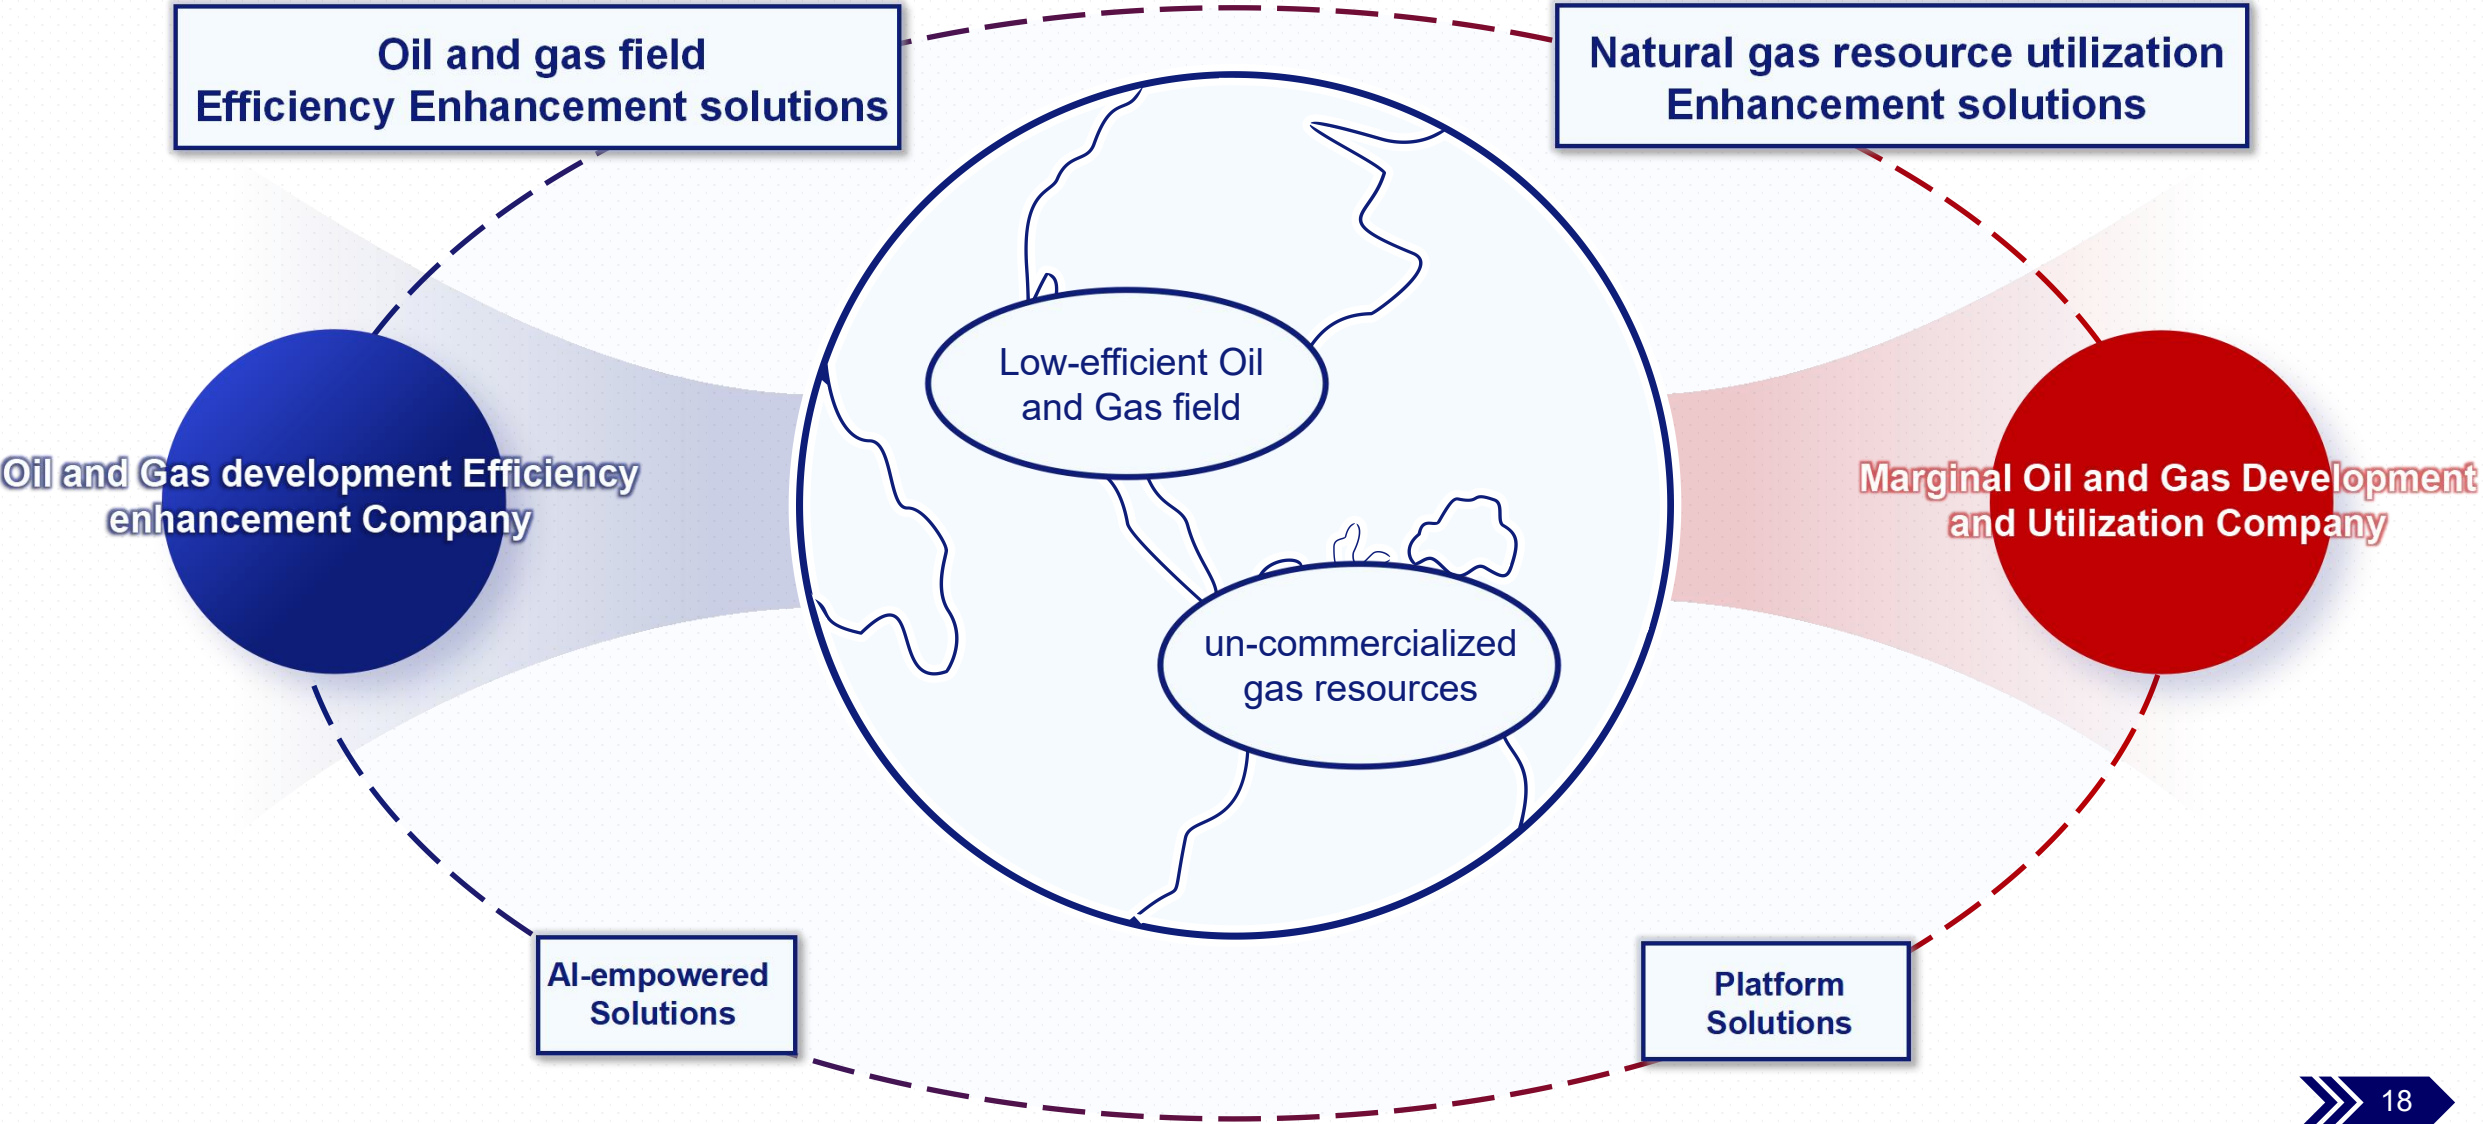 Oil and gas field
Efficiency Enhancement solutions
Natural gas resource utilization
Enhancement solutions
Low-efficient Oil
and Gas field
Oil and Gas development Efficiency
enhancement Company
Marginal Oil and Gas Development
and Utilization Company
un-commercialized
gas resources
AI-empowered
Solutions
Platform
Solutions
18